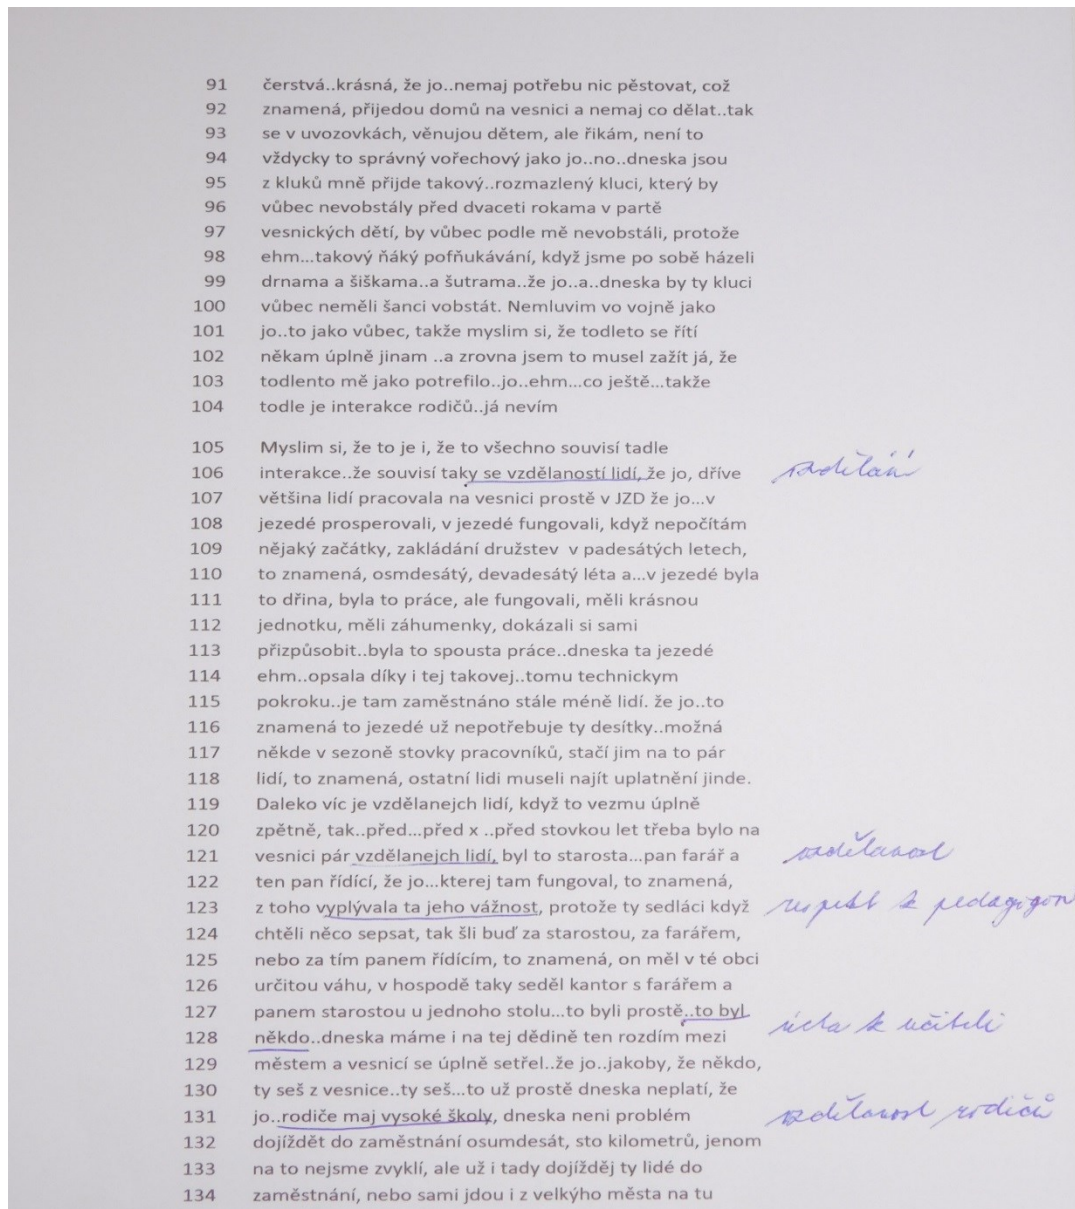 91 čerstvá..krásná, že jo..nemaj potřebu nic pěstovat, což
92 znamená, přijedou domů na vesnici a nemaj co dělat..tak
93 se v uvozovkách, věnujou dětem, ale řikám, není to
94 vždycky to správný vořechový jako jo..no..dneska jsou
95 z kluků mně přijde takový..rozmazlený kluci, který by
96 vůbec nevobstály před dvaceti rokama v partě
97 vesnických dětí, by vůbec podle mě nevobstáli, protože
98 ehm...takový ňáký pofňukávání, když jsme po sobě házeli
99 drnama a šiškama..a šutrama..že jo..a..dneska by ty kluci
100 vůbec neměli šanci vobstát. Nemluvim vo vojně jako
101 jo..to jako vůbec, takže myslim si, že todleto se řítí
102 někam úplně jinam ..a zrovna jsem to musel zažít já, že
103 todlento mě jako potrefilo..jo..ehm...co ještě...takže
104 todle je interakce rodičů..já nevím
105 Myslim si, že to je i, že to všechno souvisí tadle
106 interakce..že souvisí taky se vzdělaností lidí, že jo, dříve vzdělání
107 většina lidí pracovala na vesnici prostě v JZD že jo...v
108 jezedé prosperovali, v jezedé fungovali, když nepočítám
109 nějaký začátky, zakládání družstev v padesátých letech,
110 to znamená, osmdesátý, devadesátý léta a...v jezedé byla
111 to dřina, byla to práce, ale fungovali, měli krásnou
112 jednotku, měli záhumenky, dokázali si sami
113 přizpůsobit..byla to spousta práce..dneska ta jezedé
114 ehm..opsala díky i tej takovej..tomu technickym
115 pokroku..je tam zaměstnáno stále méně lidí. že jo..to
116 znamená to jezedé už nepotřebuje ty desítky..možná
117 někde v sezoně stovky pracovníků, stačí jim na to pár
118 lidí, to znamená, ostatní lidi museli najít uplatnění jinde.
119 Daleko víc je vzdělanejch lidí, když to vezmu úplně
120 zpětně, tak..před...před x ..před stovkou let třeba bylo na
121 vesnici pár vzdělanejch lidí, byl to starosta...pan farář a vzdělanost
122 ten pan řídící, že jo...kterej tam fungoval, to znamená,
123 z toho vyplývala ta jeho vážnost, protože ty sedláci když respekt k pedagogům
124 chtěli něco sepsat, tak šli buď za starostou, za farářem,
125 nebo za tím panem řídícím, to znamená, on měl v té obci
126 určitou váhu, v hospodě taky seděl kantor s farářem a
127 panem starostou u jednoho stolu...to byli prostě..to byl
128 někdo..dneska máme i na tej dědině ten rozdím mezi úcta k učiteli
129 městem a vesnicí se úplně setřel..že jo..jakoby, že někdo,
130 ty seš z vesnice..ty seš...to už prostě dneska neplatí, že
131 jo..rodiče maj vysoké školy, dneska neni problém vzdělanost rodičů
132 dojíždět do zaměstnání osumdesát, sto kilometrů, jenom
133 na to nejsme zvyklí, ale už i tady dojížděj ty lidé do
134 zaměstnání, nebo sami jdou i z velkýho města na tu